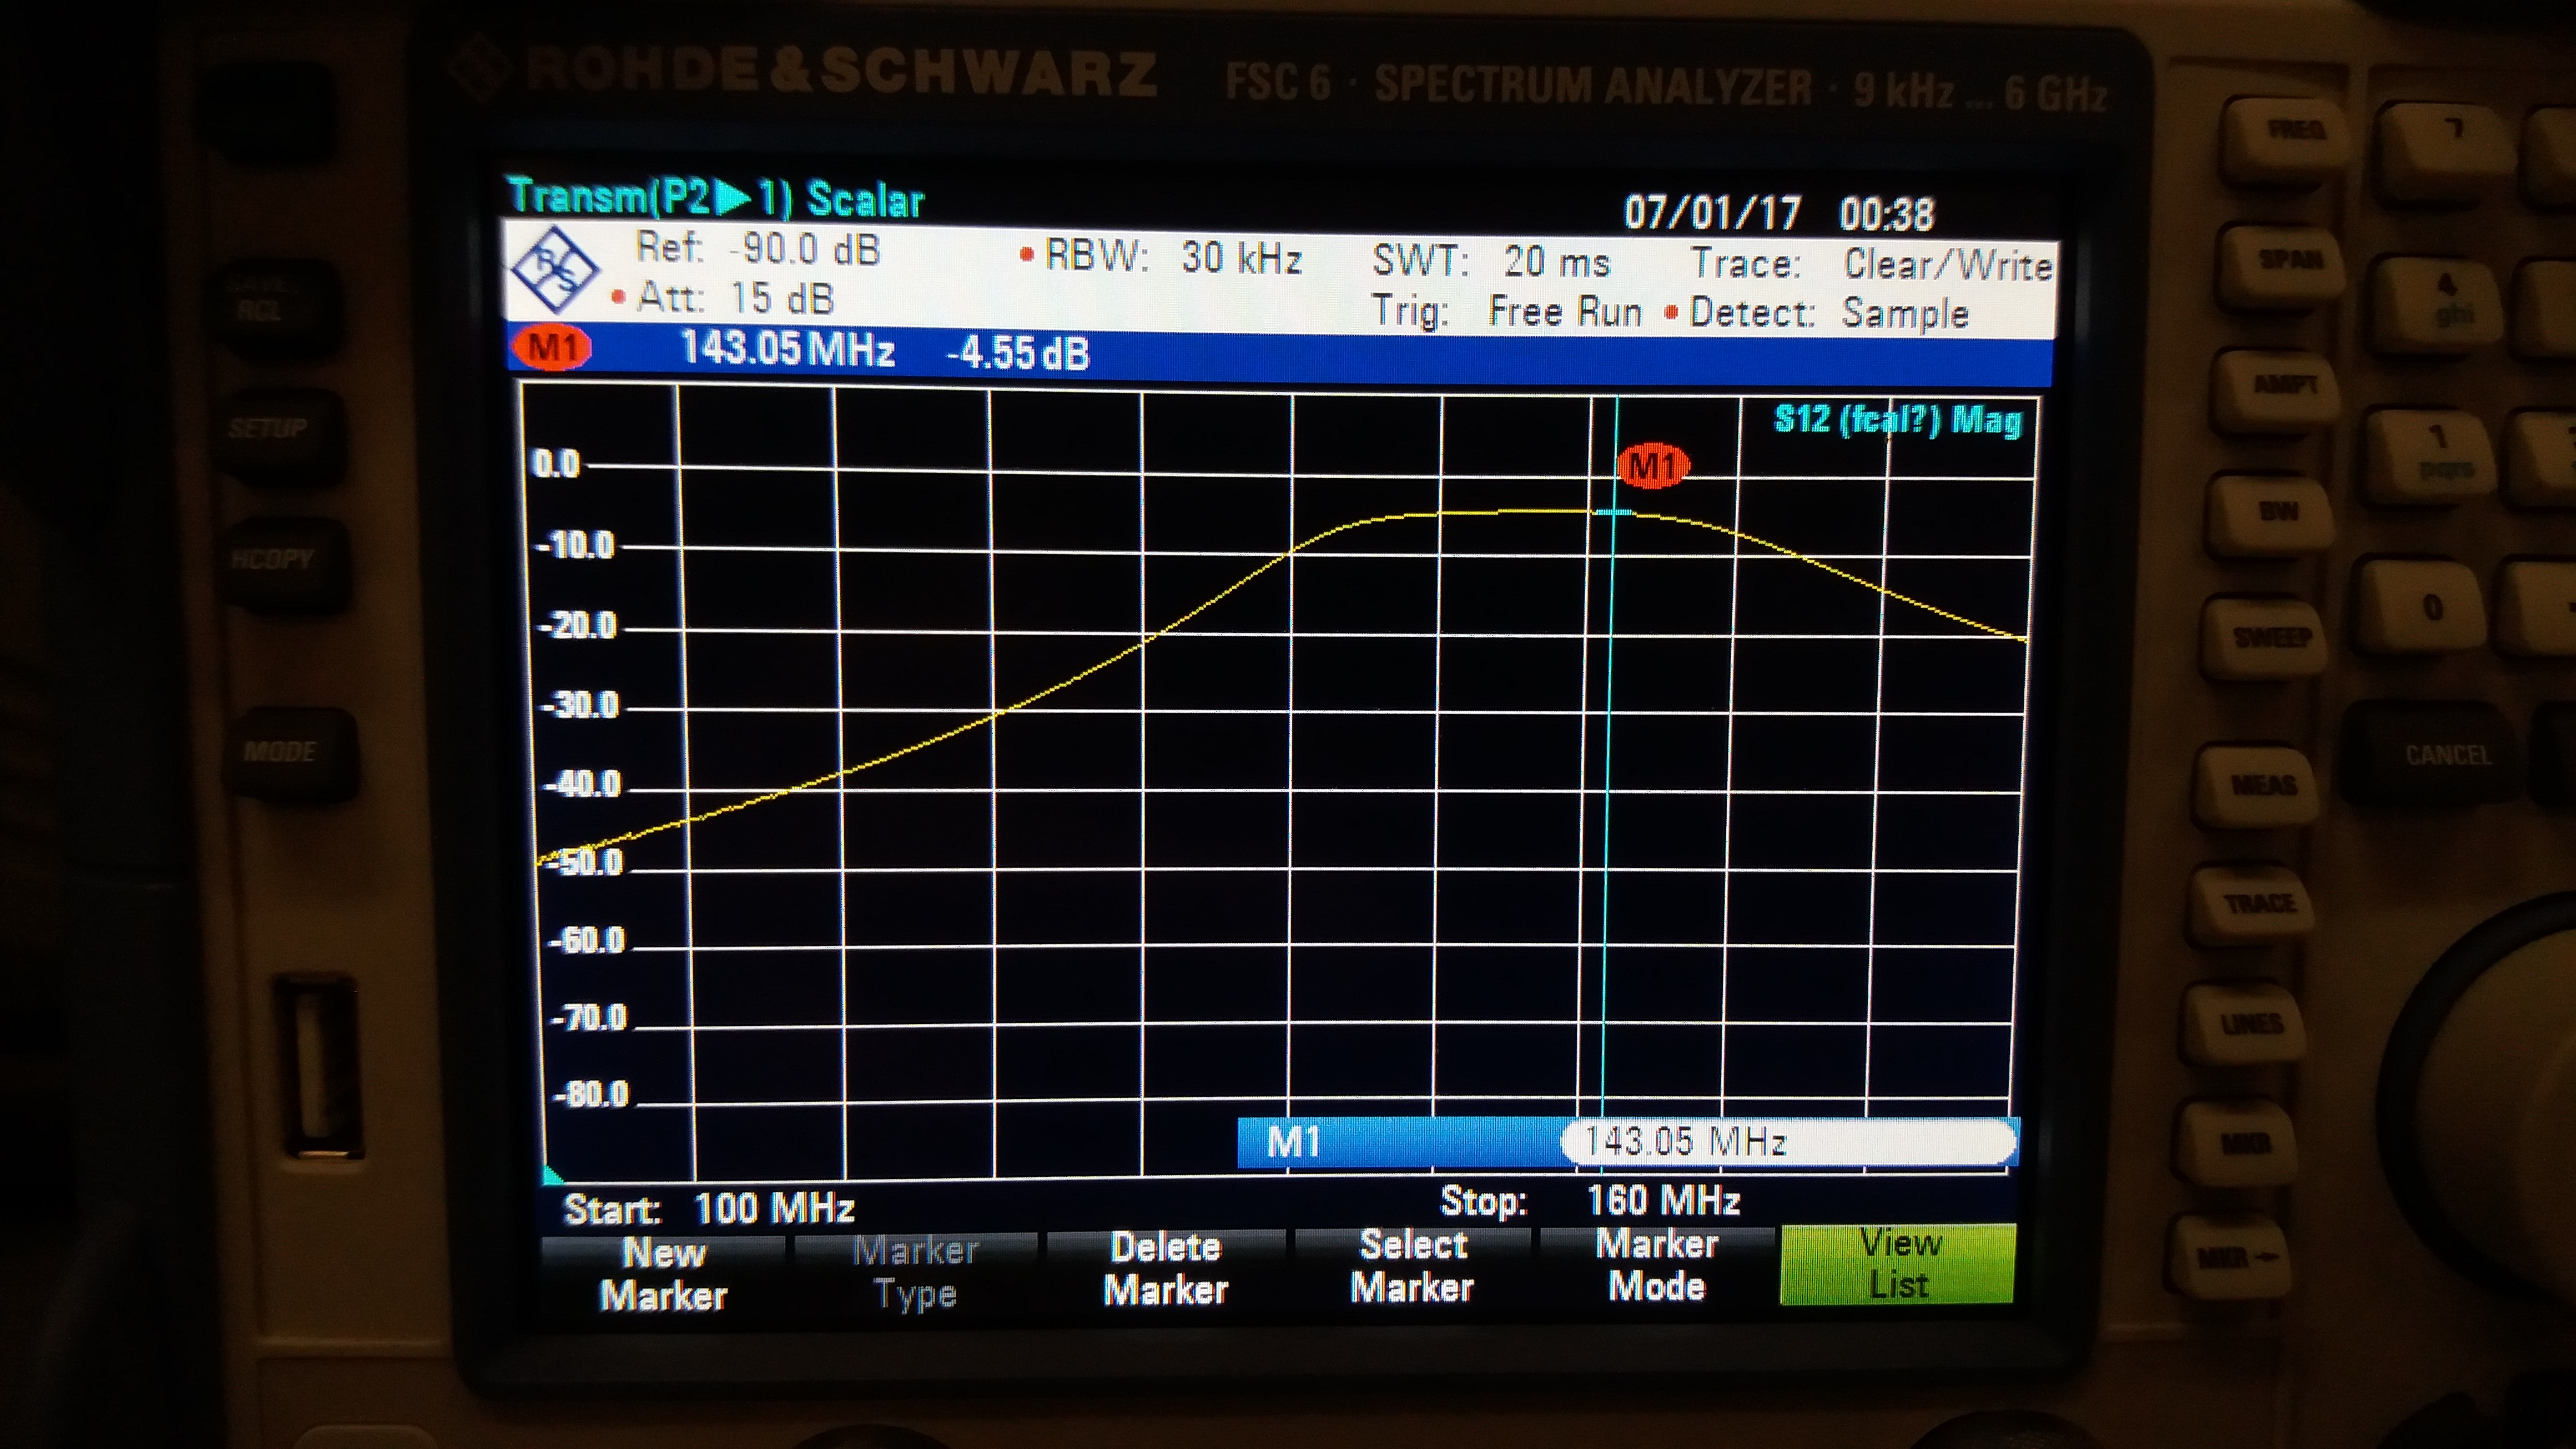 ROHDE & SCHWARZ FSC 6 · SPECTRUM ANALYZER · 9 kHz ... 6 GHz
Transm(P2▶1) Scalar 07/01/17 00:38
R S
Ref: -90.0 dB • RBW: 30 kHz SWT: 20 ms Trace: Clear/Write
• Att: 15 dB Trig: Free Run • Detect: Sample
M1 143.05 MHz -4.55 dB
S12 (fcal?) Mag
M1
0.0
-10.0
-20.0
-30.0
-40.0
-50.0
-60.0
-70.0
-80.0
M1 143.05 MHz
Start: 100 MHz Stop: 160 MHz
New Marker
Marker Type
Delete Marker
Select Marker
Marker Mode
View List
RCL
SETUP
HCOPY
MODE
FREQ
SPAN
AMPT
BW
SWEEP
MEAS
TRACE
LINES
MKR
MKR→
7
4
ghi
1
pqrs
0
CANCEL